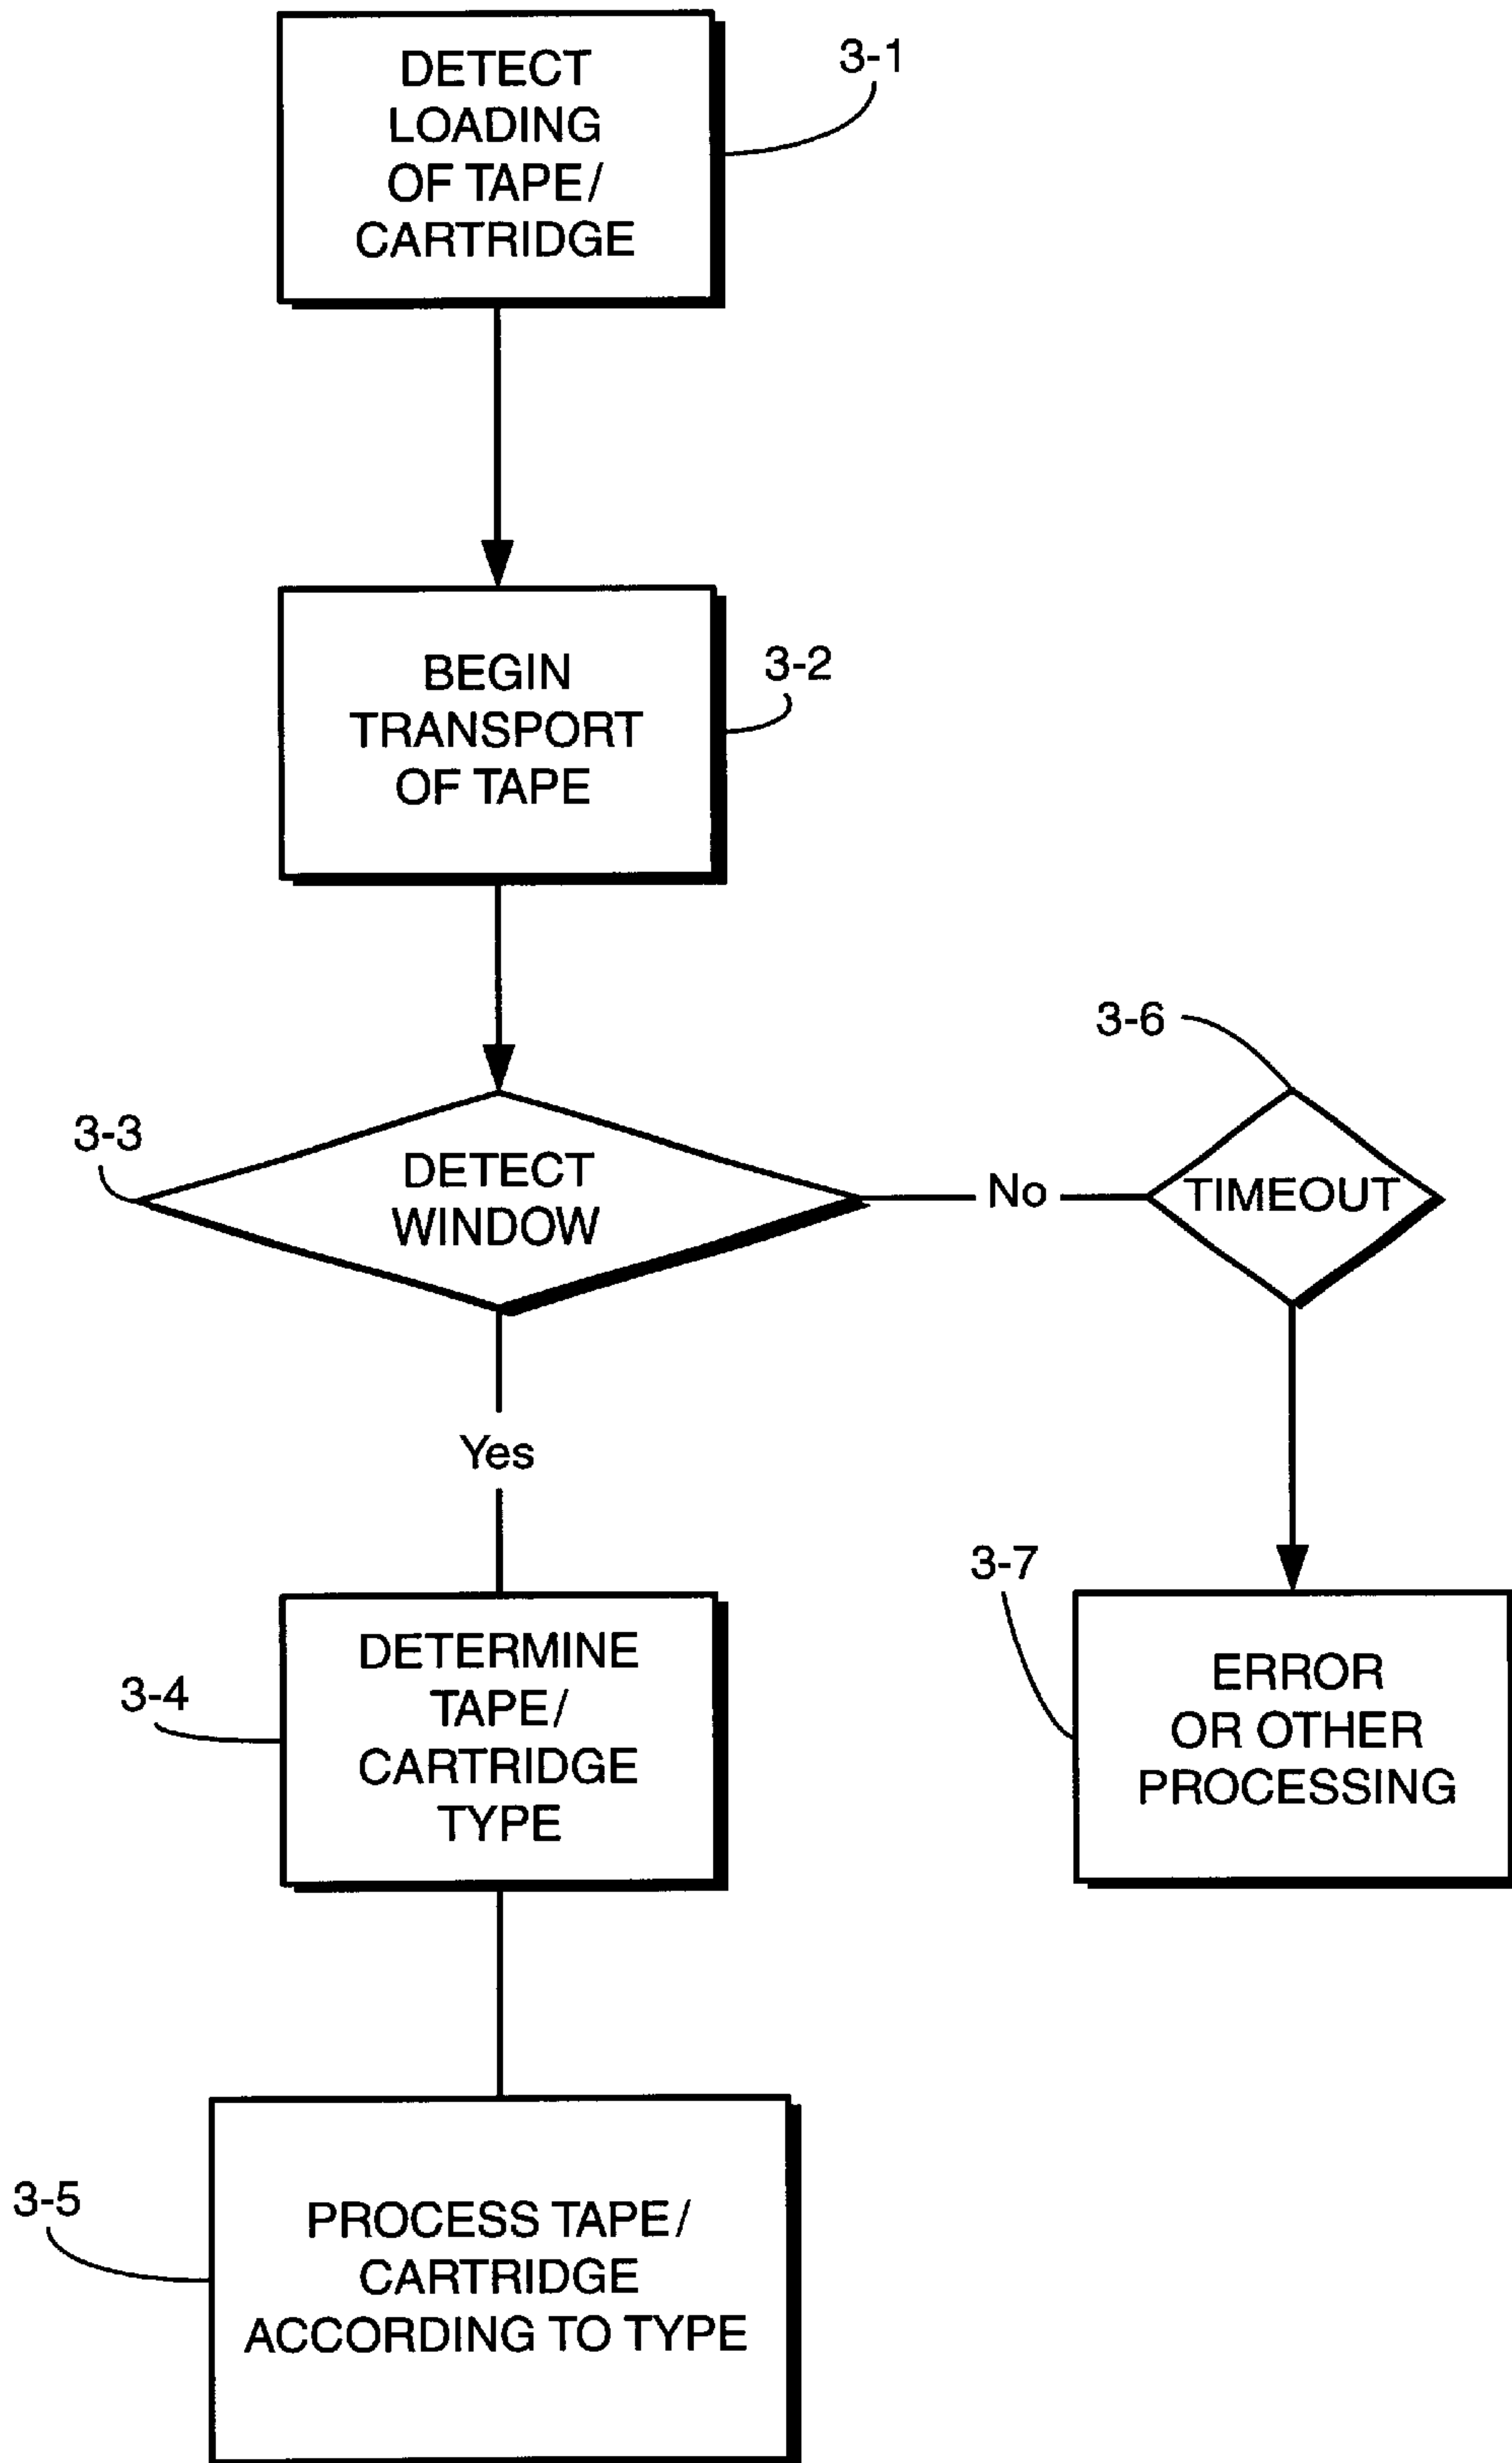 DETECT
LOADING
OF TAPE/
CARTRIDGE
3-1
BEGIN
TRANSPORT
OF TAPE
3-2
3-3
DETECT
WINDOW
No
3-6
TIMEOUT
Yes
3-4
DETERMINE
TAPE/
CARTRIDGE
TYPE
3-7
ERROR
OR OTHER
PROCESSING
3-5
PROCESS TAPE/
CARTRIDGE
ACCORDING TO TYPE